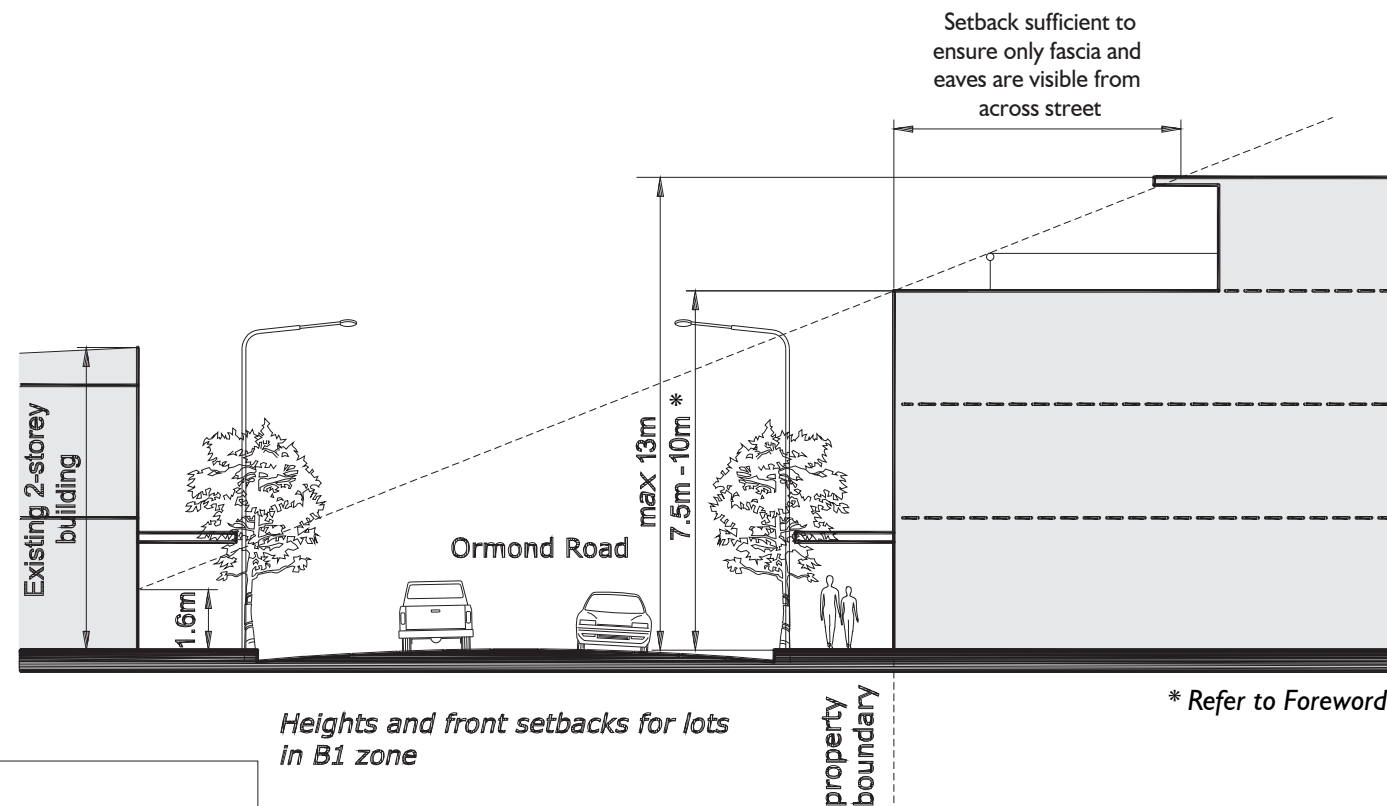 Setback sufficient to
ensure only fascia and
eaves are visible from
across street
Existing 2-storey
building
1.6m
Ormond Road
max 13m
7.5m -10m *
Heights and front setbacks for lots
in B1 zone
property
boundary
* Refer to Foreword